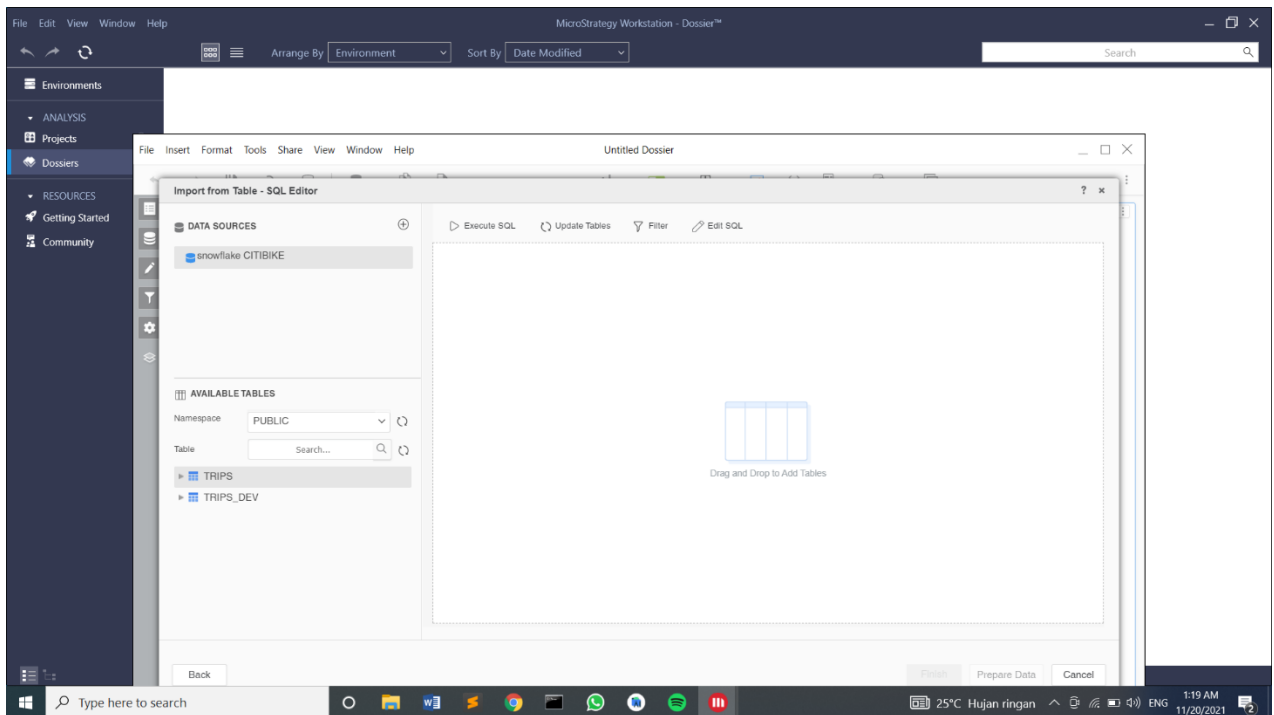 File Edit View Window Help
MicroStrategy Workstation - Dossier™
Arrange By Environment Sort By Date Modified
Search
Environments
ANALYSIS
Projects
Dossiers
RESOURCES
Getting Started
Community
File Insert Format Tools Share View Window Help
Untitled Dossier
Import from Table - SQL Editor
?
DATA SOURCES
Execute SQL Update Tables Filter Edit SQL
snowflake CITIBIKE
AVAILABLE TABLES
Namespace PUBLIC
Table Search...
TRIPS
TRIPS_DEV
Drag and Drop to Add Tables
Back
Finish Prepare Data Cancel
Type here to search
25°C Hujan ringan ENG
1:19 AM
11/20/2021
2